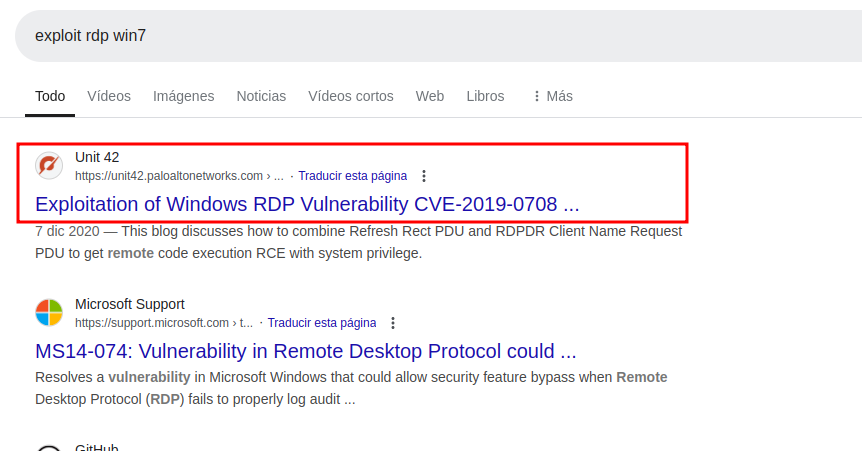 exploit rdp win7
Todo Vídeos Imágenes Noticias Vídeos cortos Web Libros Más
Unit 42
https://unit42.paloaltonetworks.com › ... · Traducir esta página
Exploitation of Windows RDP Vulnerability CVE-2019-0708 ...
7 dic 2020 — This blog discusses how to combine Refresh Rect PDU and RDPDR Client Name Request
PDU to get remote code execution RCE with system privilege.
Microsoft Support
https://support.microsoft.com › t... · Traducir esta página
MS14-074: Vulnerability in Remote Desktop Protocol could ...
Resolves a vulnerability in Microsoft Windows that could allow security feature bypass when Remote
Desktop Protocol (RDP) fails to properly log audit ...
GitHub